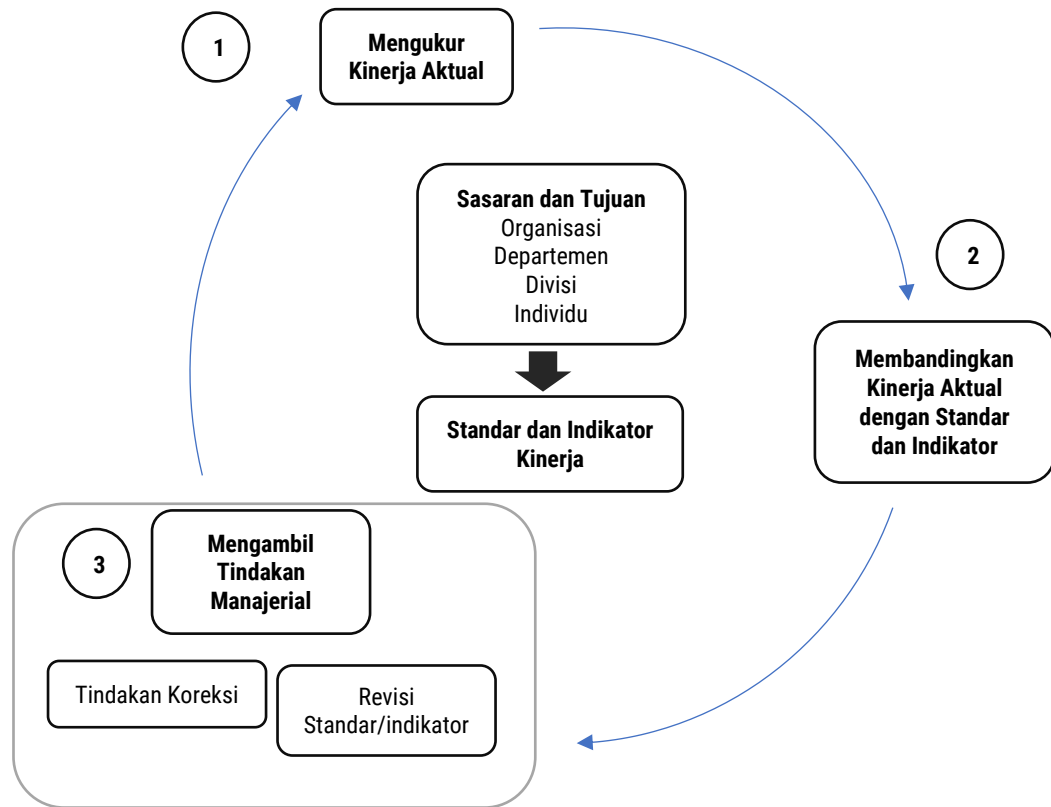 1
Mengukur
Kinerja Aktual
Sasaran dan Tujuan
Organisasi
Departemen
Divisi
Individu
2
Membandingkan
Kinerja Aktual
dengan Standar
dan Indikator
Standar dan Indikator
Kinerja
3
Mengambil
Tindakan
Manajerial
Tindakan Koreksi
Revisi
Standar/indikator